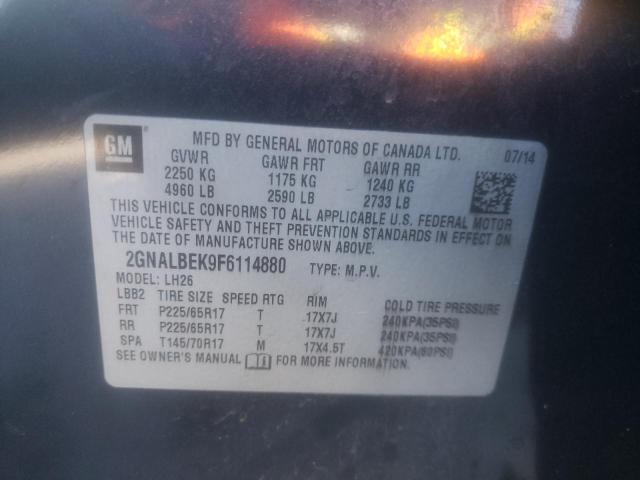 GM
MFD BY GENERAL MOTORS OF CANADA LTD. 07/14
GVWR GAWR FRT GAWR RR
2250 KG 1175 KG 1240 KG
4960 LB 2590 LB 2733 LB
THIS VEHICLE CONFORMS TO ALL APPLICABLE U.S. FEDERAL MOTOR
VEHICLE SAFETY AND THEFT PREVENTION STANDARDS IN EFFECT ON
THE DATE OF MANUFACTURE SHOWN ABOVE.
2GNALBEK9F6114880 TYPE: M.P.V.
MODEL: LH26
LBB2 TIRE SIZE SPEED RTG RIM COLD TIRE PRESSURE
FRT P225/65R17 T 17X7J 240KPA(35PSI)
RR P225/65R17 T 17X7J 240KPA(35PSI)
SPA T145/70R17 M 17X4.5T 420KPA(60PSI)
SEE OWNER'S MANUAL FOR MORE INFORMATION.